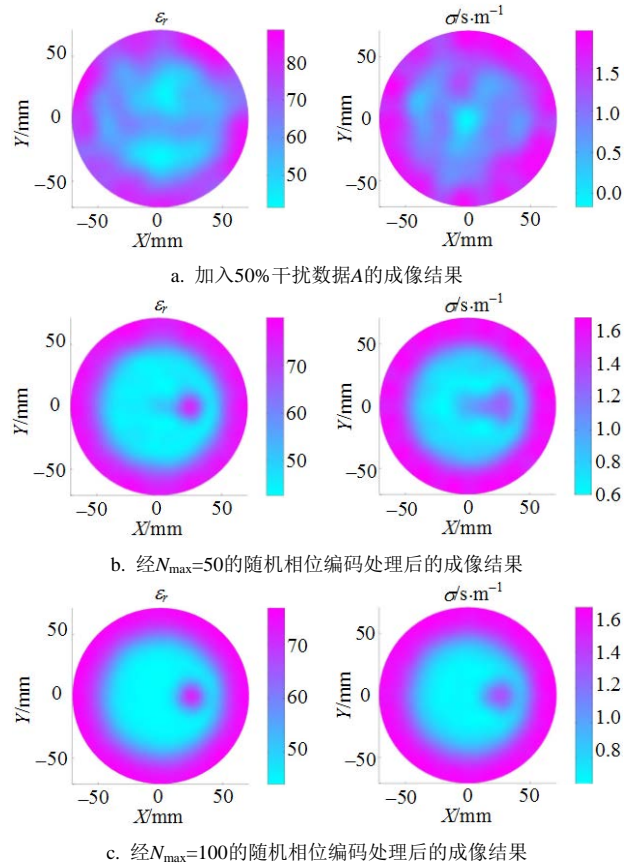 εr σ/s·m–1
50 0 –50 Y/mm 80 70 60 50 50 0 –50 Y/mm 1.5 1.0 0.5 0.0
–50 0 50 –50 0 50
X/mm X/mm
a. 加入50%干扰数据A的成像结果
εr σ/s·m–1
50 0 –50 Y/mm 70 60 50 50 0 –50 Y/mm 1.6 1.4 1.2 1.0 0.8 0.6
–50 0 50 –50 0 50
X/mm X/mm
b. 经Nmax=50的随机相位编码处理后的成像结果
εr σ/s·m–1
50 0 –50 Y/mm 70 60 50 50 0 –50 Y/mm 1.6 1.4 1.2 1.0 0.8
–50 0 50 –50 0 50
X/mm X/mm
c. 经Nmax=100的随机相位编码处理后的成像结果